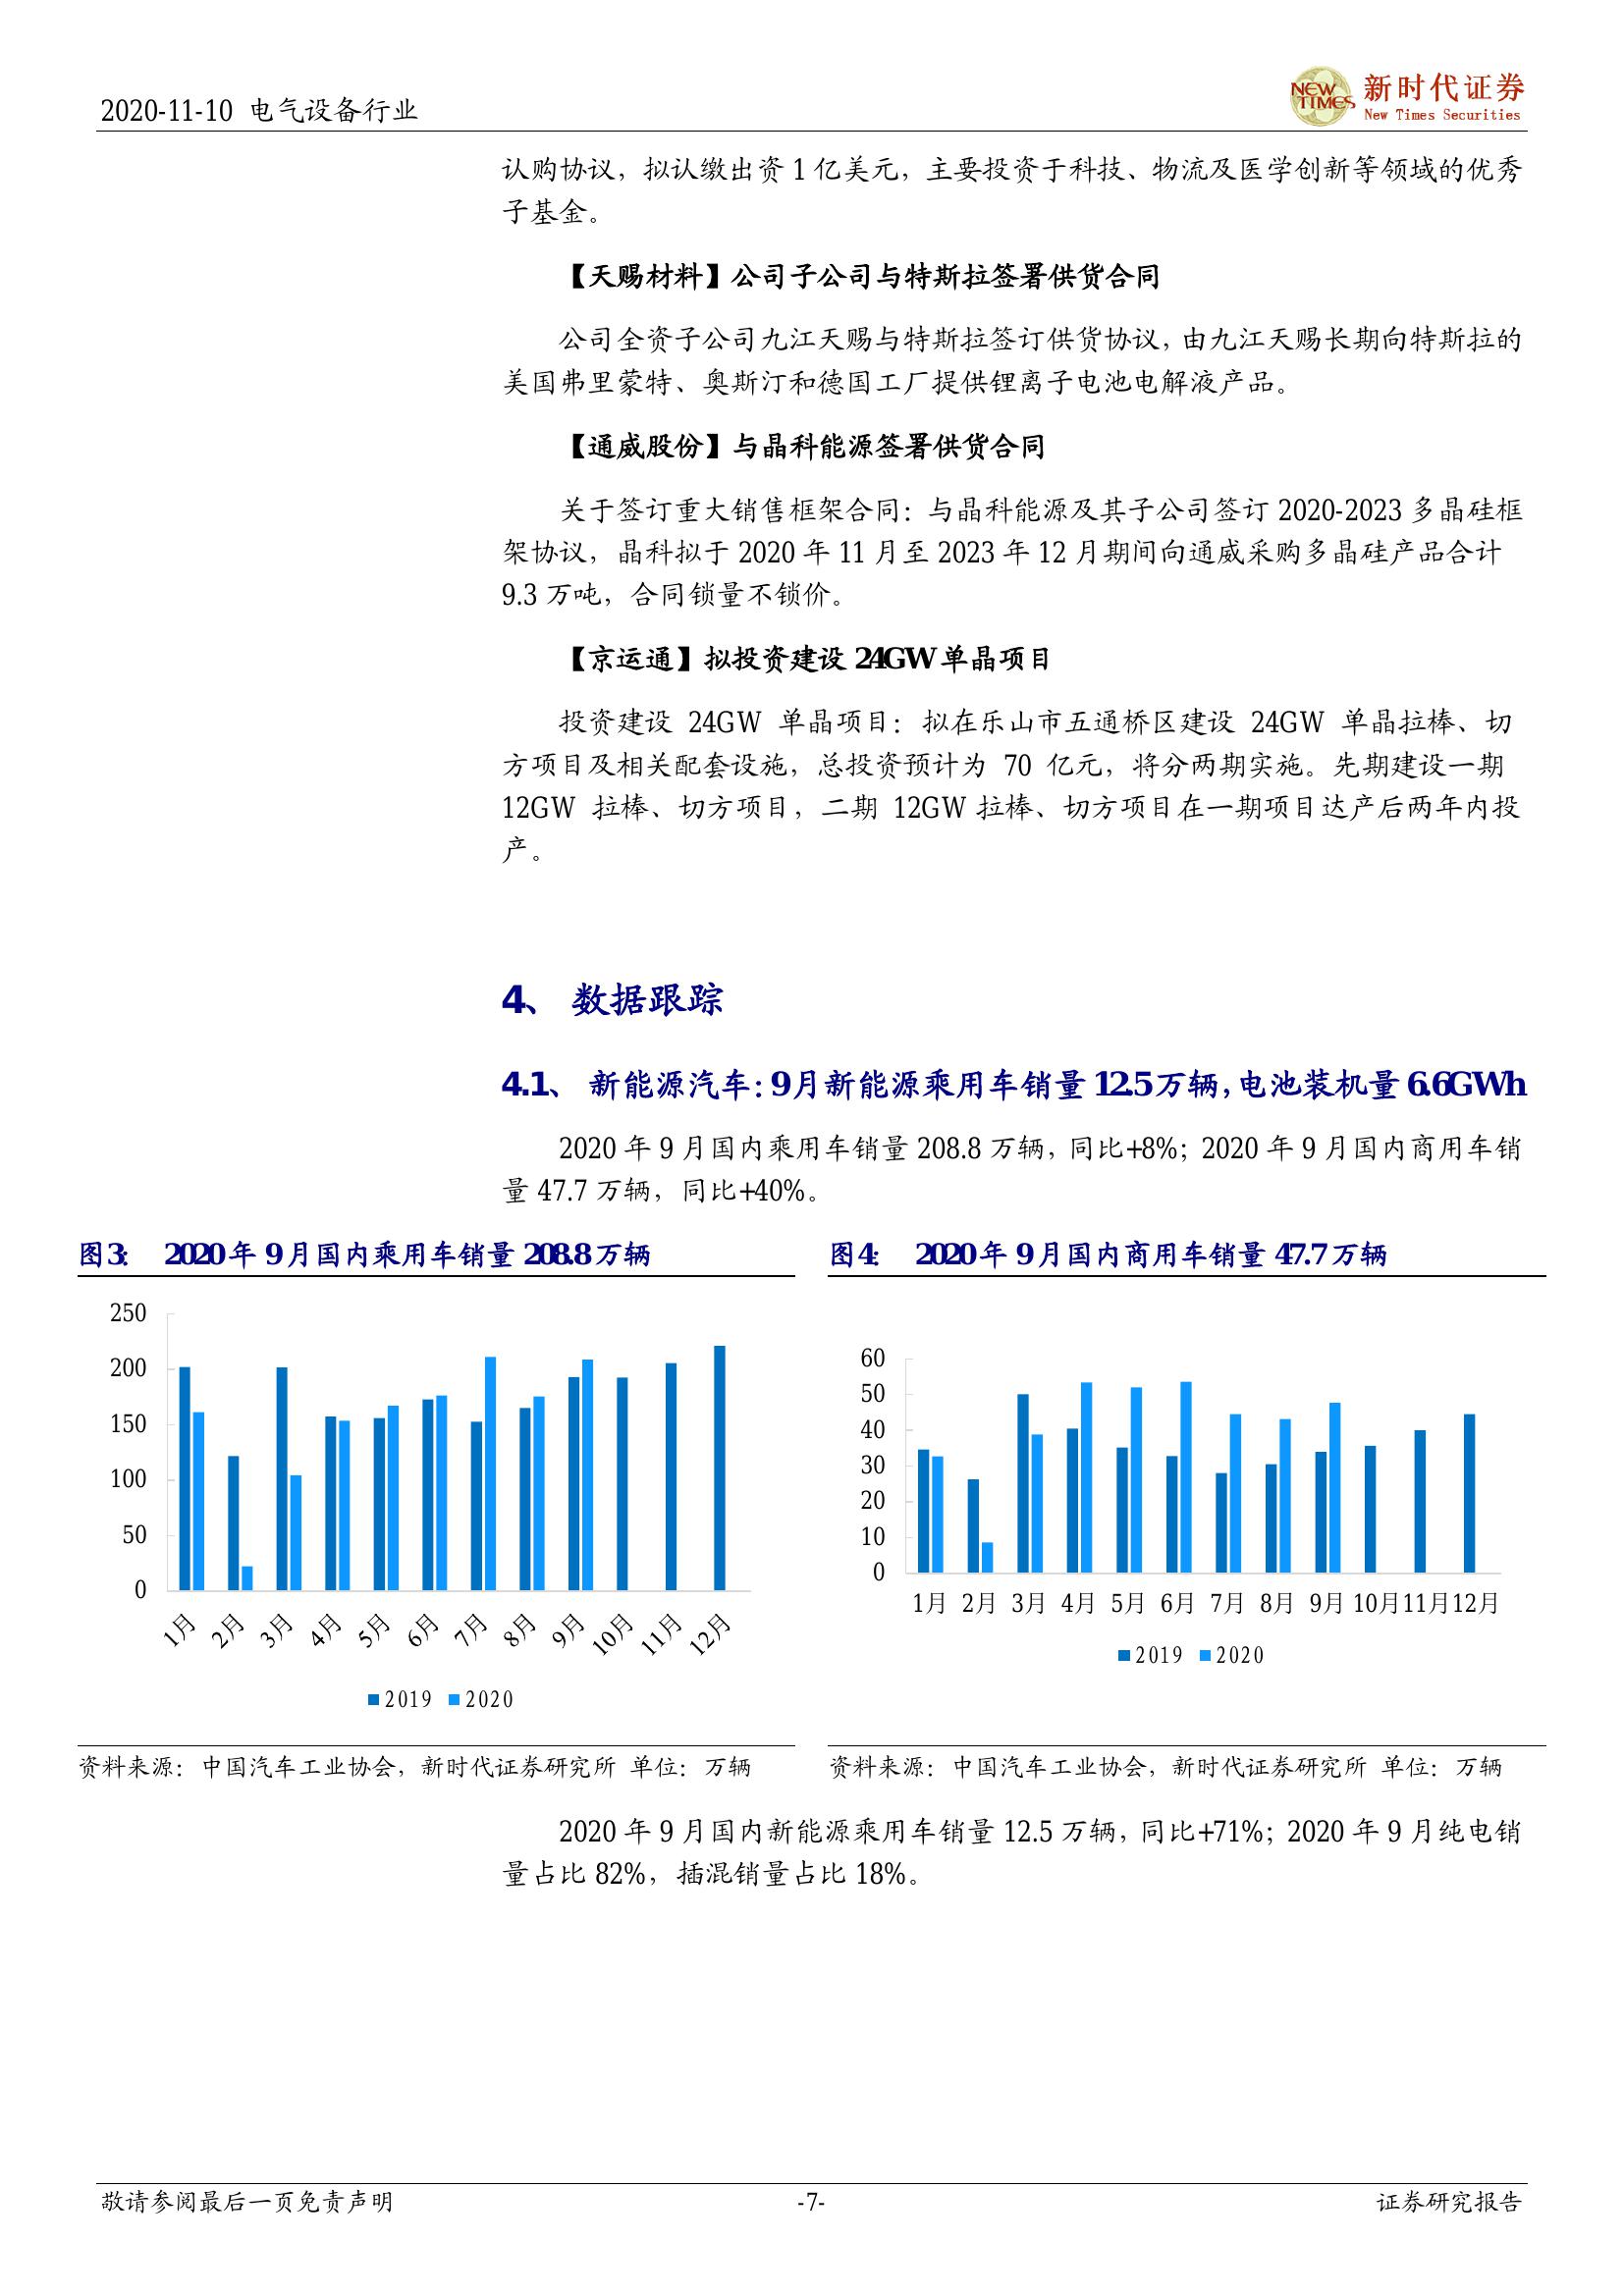 2020-11-10 电气设备行业
NEW TIMES
新时代证券
New Times Securities
认购协议，拟认缴出资 1 亿美元，主要投资于科技、物流及医学创新等领域的优秀
子基金。
【天赐材料】公司子公司与特斯拉签署供货合同
公司全资子公司九江天赐与特斯拉签订供货协议，由九江天赐长期向特斯拉的
美国弗里蒙特、奥斯汀和德国工厂提供锂离子电池电解液产品。
【通威股份】与晶科能源签署供货合同
关于签订重大销售框架合同：与晶科能源及其子公司签订 2020-2023 多晶硅框
架协议，晶科拟于 2020 年 11 月至 2023 年 12 月期间向通威采购多晶硅产品合计
9.3 万吨，合同锁量不锁价。
【京运通】拟投资建设 24GW 单晶项目
投资建设 24GW 单晶项目：拟在乐山市五通桥区建设 24GW 单晶拉棒、切
方项目及相关配套设施，总投资预计为 70 亿元，将分两期实施。先期建设一期
12GW 拉棒、切方项目，二期 12GW 拉棒、切方项目在一期项目达产后两年内投
产。
4、 数据跟踪
4.1、 新能源汽车：9月新能源乘用车销量 12.5 万辆，电池装机量 6.6GWh
2020 年 9 月国内乘用车销量 208.8 万辆，同比+8%；2020 年 9 月国内商用车销
量 47.7 万辆，同比+40%。
图3： 2020 年 9 月国内乘用车销量 208.8 万辆
250
200
150
100
50
0
1月 2月 3月 4月 5月 6月 7月 8月 9月 10月 11月 12月
2019 2020
资料来源：中国汽车工业协会，新时代证券研究所 单位：万辆
图4： 2020 年 9 月国内商用车销量 47.7 万辆
60
50
40
30
20
10
0
1月 2月 3月 4月 5月 6月 7月 8月 9月 10月 11月 12月
2019 2020
资料来源：中国汽车工业协会，新时代证券研究所 单位：万辆
2020 年 9 月国内新能源乘用车销量 12.5 万辆，同比+71%；2020 年 9 月纯电销
量占比 82%，插混销量占比 18%。
敬请参阅最后一页免责声明
-7-
证券研究报告